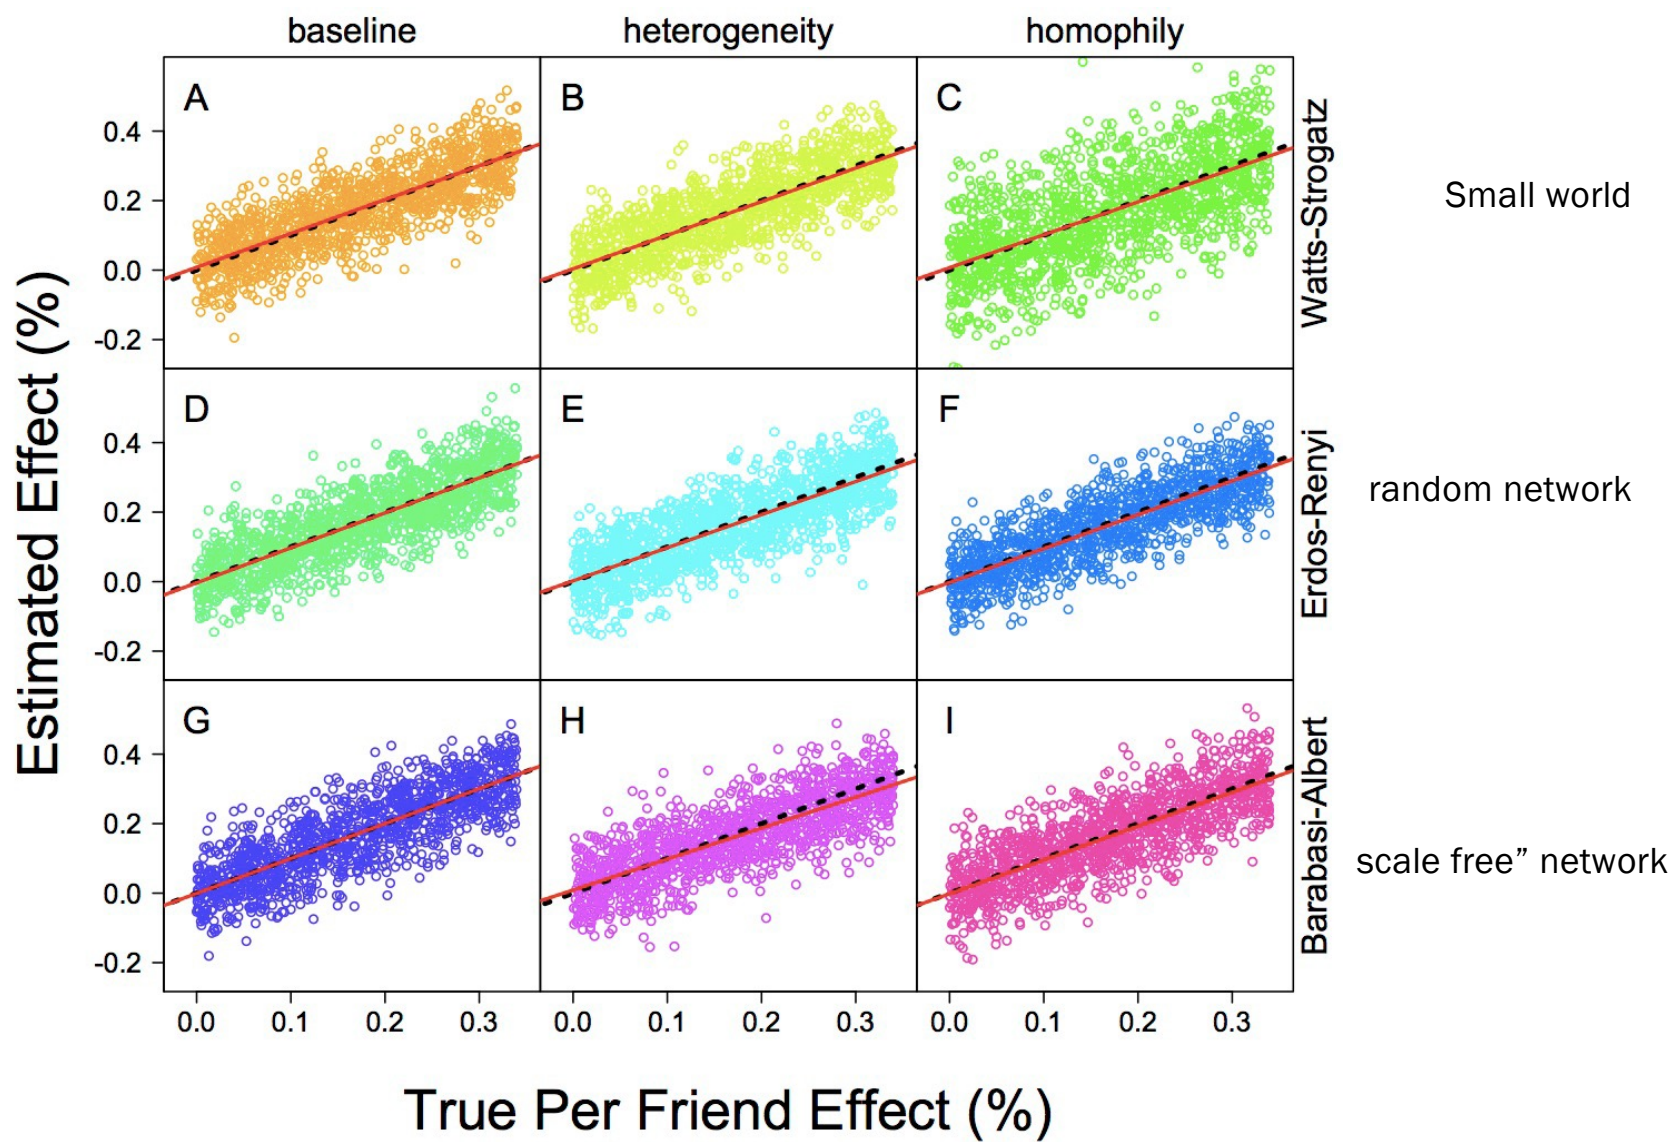 baseline heterogeneity homophily
A B C
0.4
0.2
0.0
-0.2
Watts-Strogatz
Small world
D E F
0.4
0.2
0.0
-0.2
Erdos-Renyi
random network
G H I
0.4
0.2
0.0
-0.2
Barabasi-Albert
scale free” network
Estimated Effect (%)
0.0 0.1 0.2 0.3 0.0 0.1 0.2 0.3 0.0 0.1 0.2 0.3
True Per Friend Effect (%)